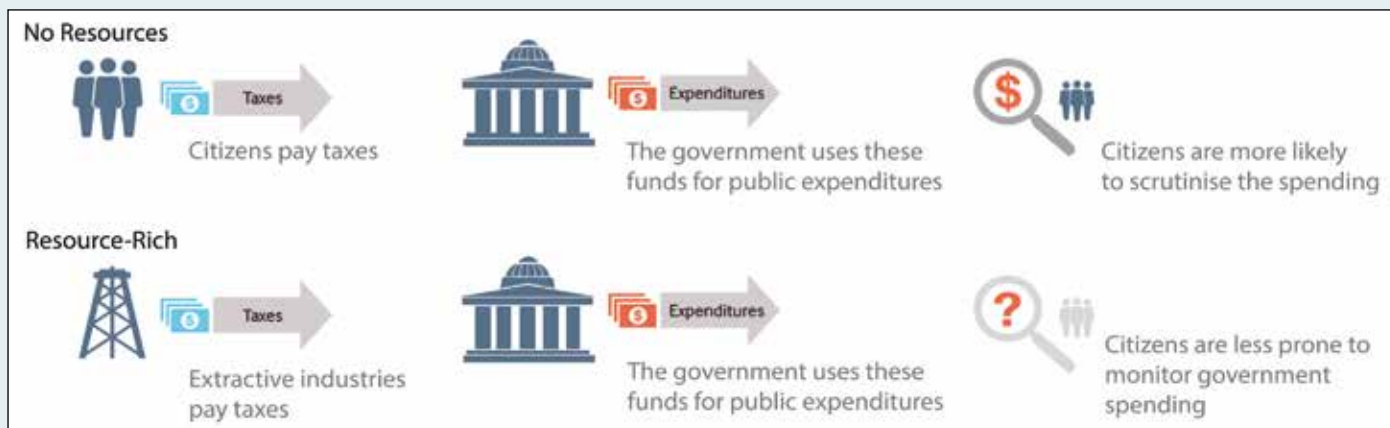 No Resources
Taxes
Citizens pay taxes
Expenditures
The government uses these
funds for public expenditures
$
Citizens are more likely
to scrutinise the spending
Resource-Rich
Taxes
Extractive industries
pay taxes
Expenditures
The government uses these
funds for public expenditures
?
Citizens are less prone to
monitor government
spending